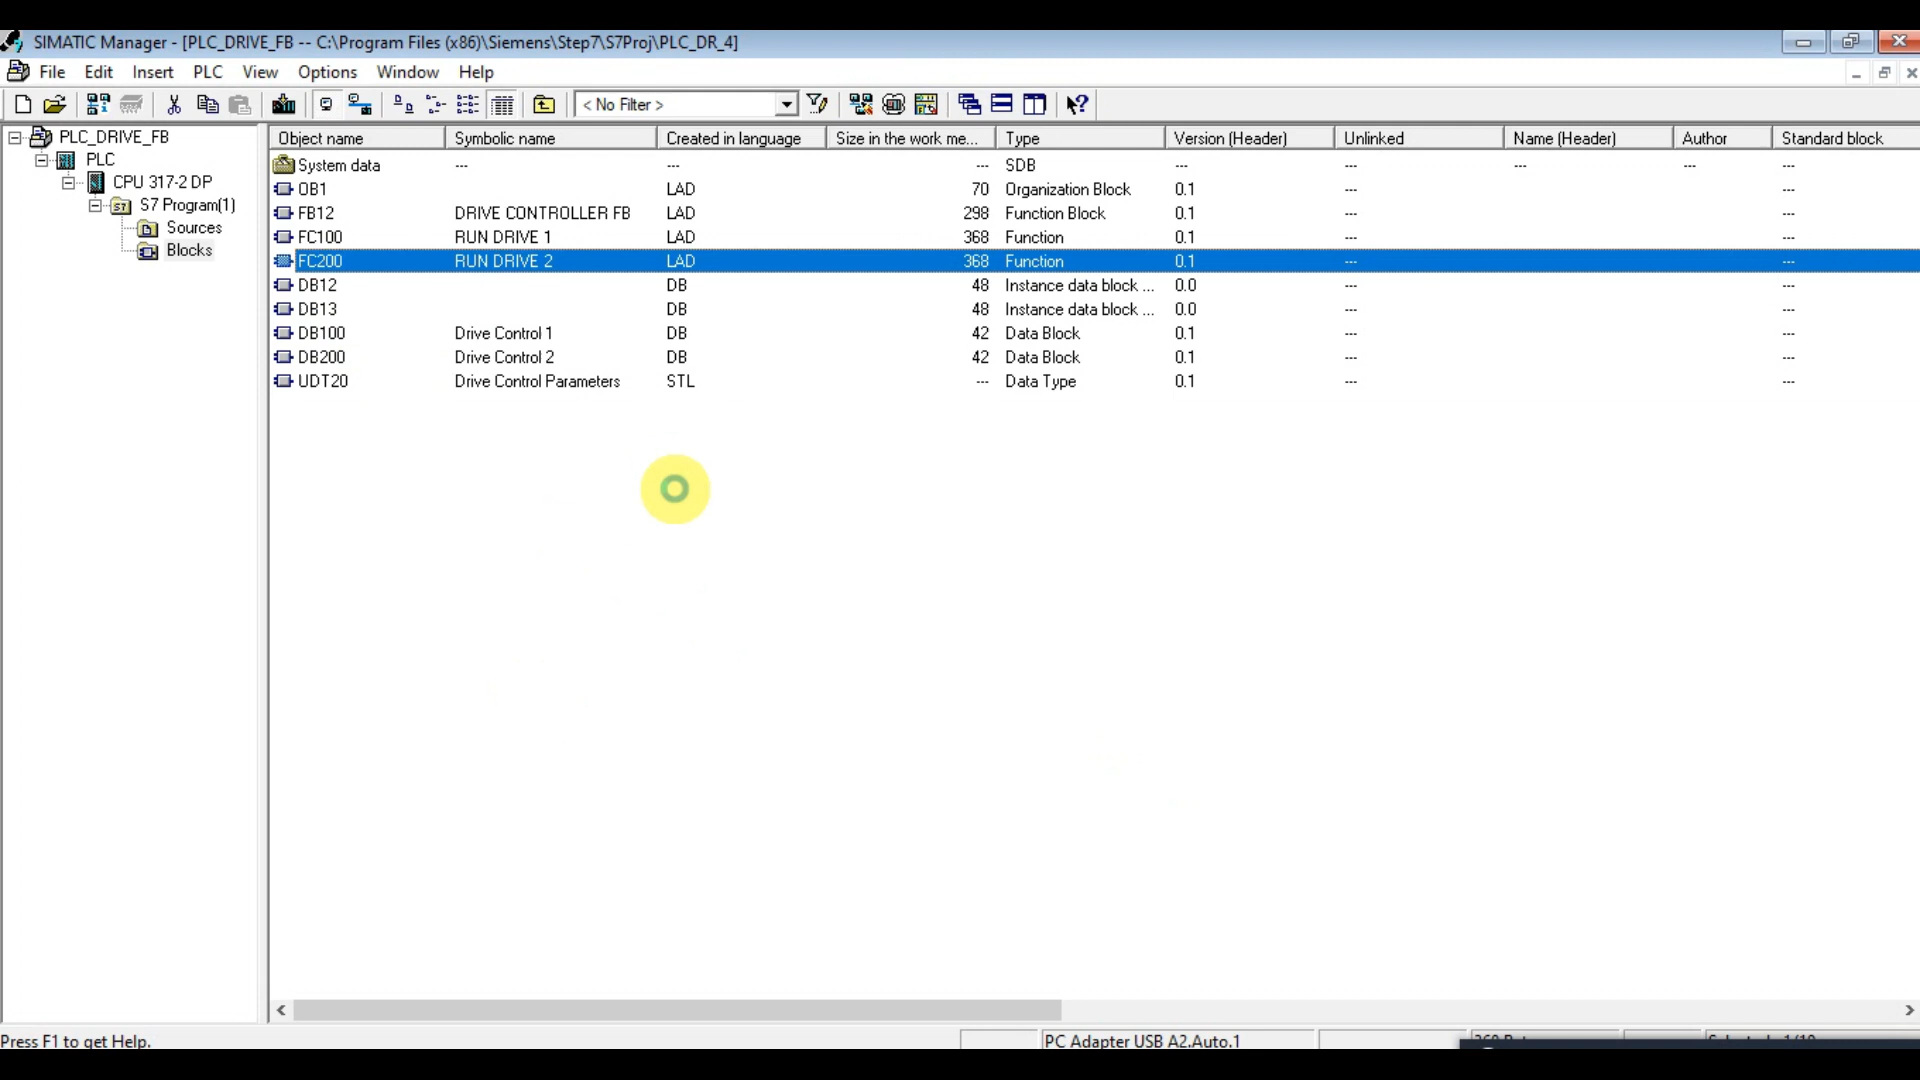 SIMATIC Manager - [PLC_DRIVE_FB -- C:\Program Files (x86)\Siemens\Step7\S7Proj\PLC_DR_4]
File Edit Insert PLC View Options Window Help
< No Filter >
PLC_DRIVE_FB
PLC
CPU 317-2 DP
S7 Program(1)
Sources
Blocks
Object name Symbolic name Created in language Size in the work me... Type Version (Header) Unlinked Name (Header) Author Standard block
System data --- --- --- SDB --- --- --- --- ---
OB1 LAD 70 Organization Block 0.1 --- ---
FB12 DRIVE CONTROLLER FB LAD 298 Function Block 0.1 --- ---
FC100 RUN DRIVE 1 LAD 368 Function 0.1 --- ---
FC200 RUN DRIVE 2 LAD 368 Function 0.1 --- ---
DB12 DB 48 Instance data block ... 0.0 --- ---
DB13 DB 48 Instance data block ... 0.0 --- ---
DB100 Drive Control 1 DB 42 Data Block 0.1 --- ---
DB200 Drive Control 2 DB 42 Data Block 0.1 --- ---
UDT20 Drive Control Parameters STL --- Data Type 0.1 --- ---
Press F1 to get Help.
PC Adapter USB A2.Auto.1